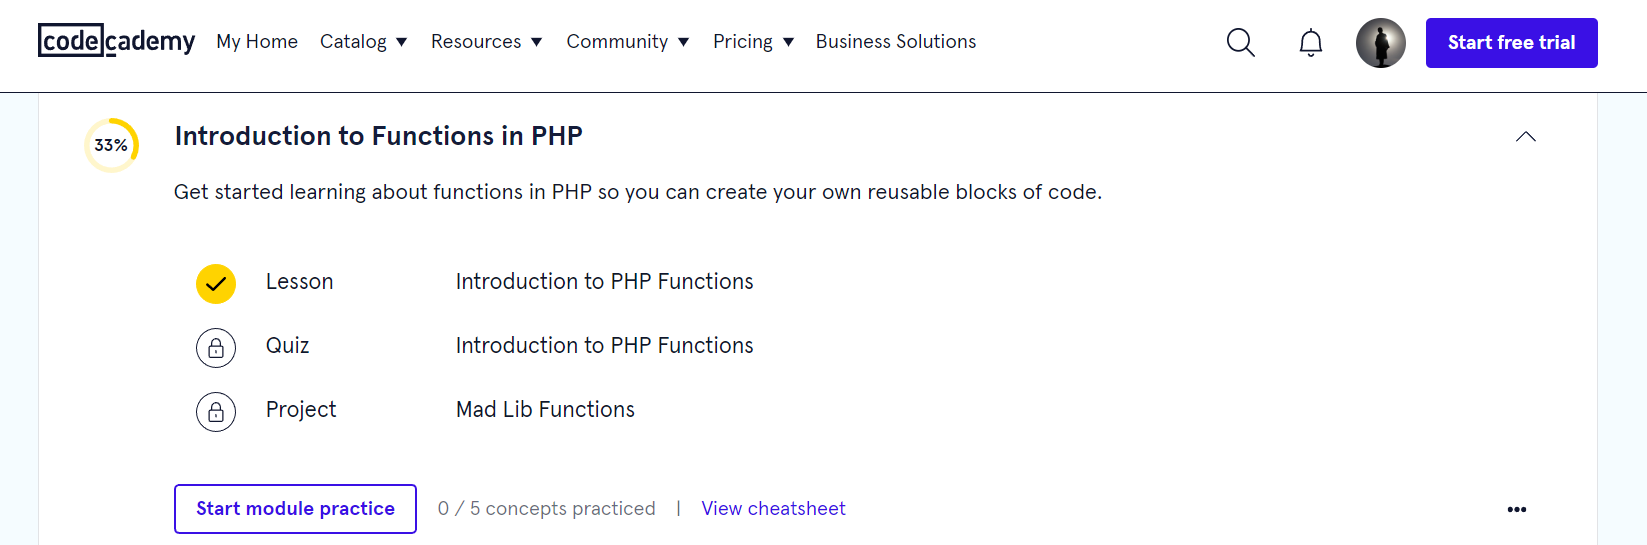 codecademy My Home Catalog Resources Community Pricing Business Solutions Start free trial
33% Introduction to Functions in PHP
Get started learning about functions in PHP so you can create your own reusable blocks of code.
Lesson Introduction to PHP Functions
Quiz Introduction to PHP Functions
Project Mad Lib Functions
Start module practice 0 / 5 concepts practiced | View cheatsheet